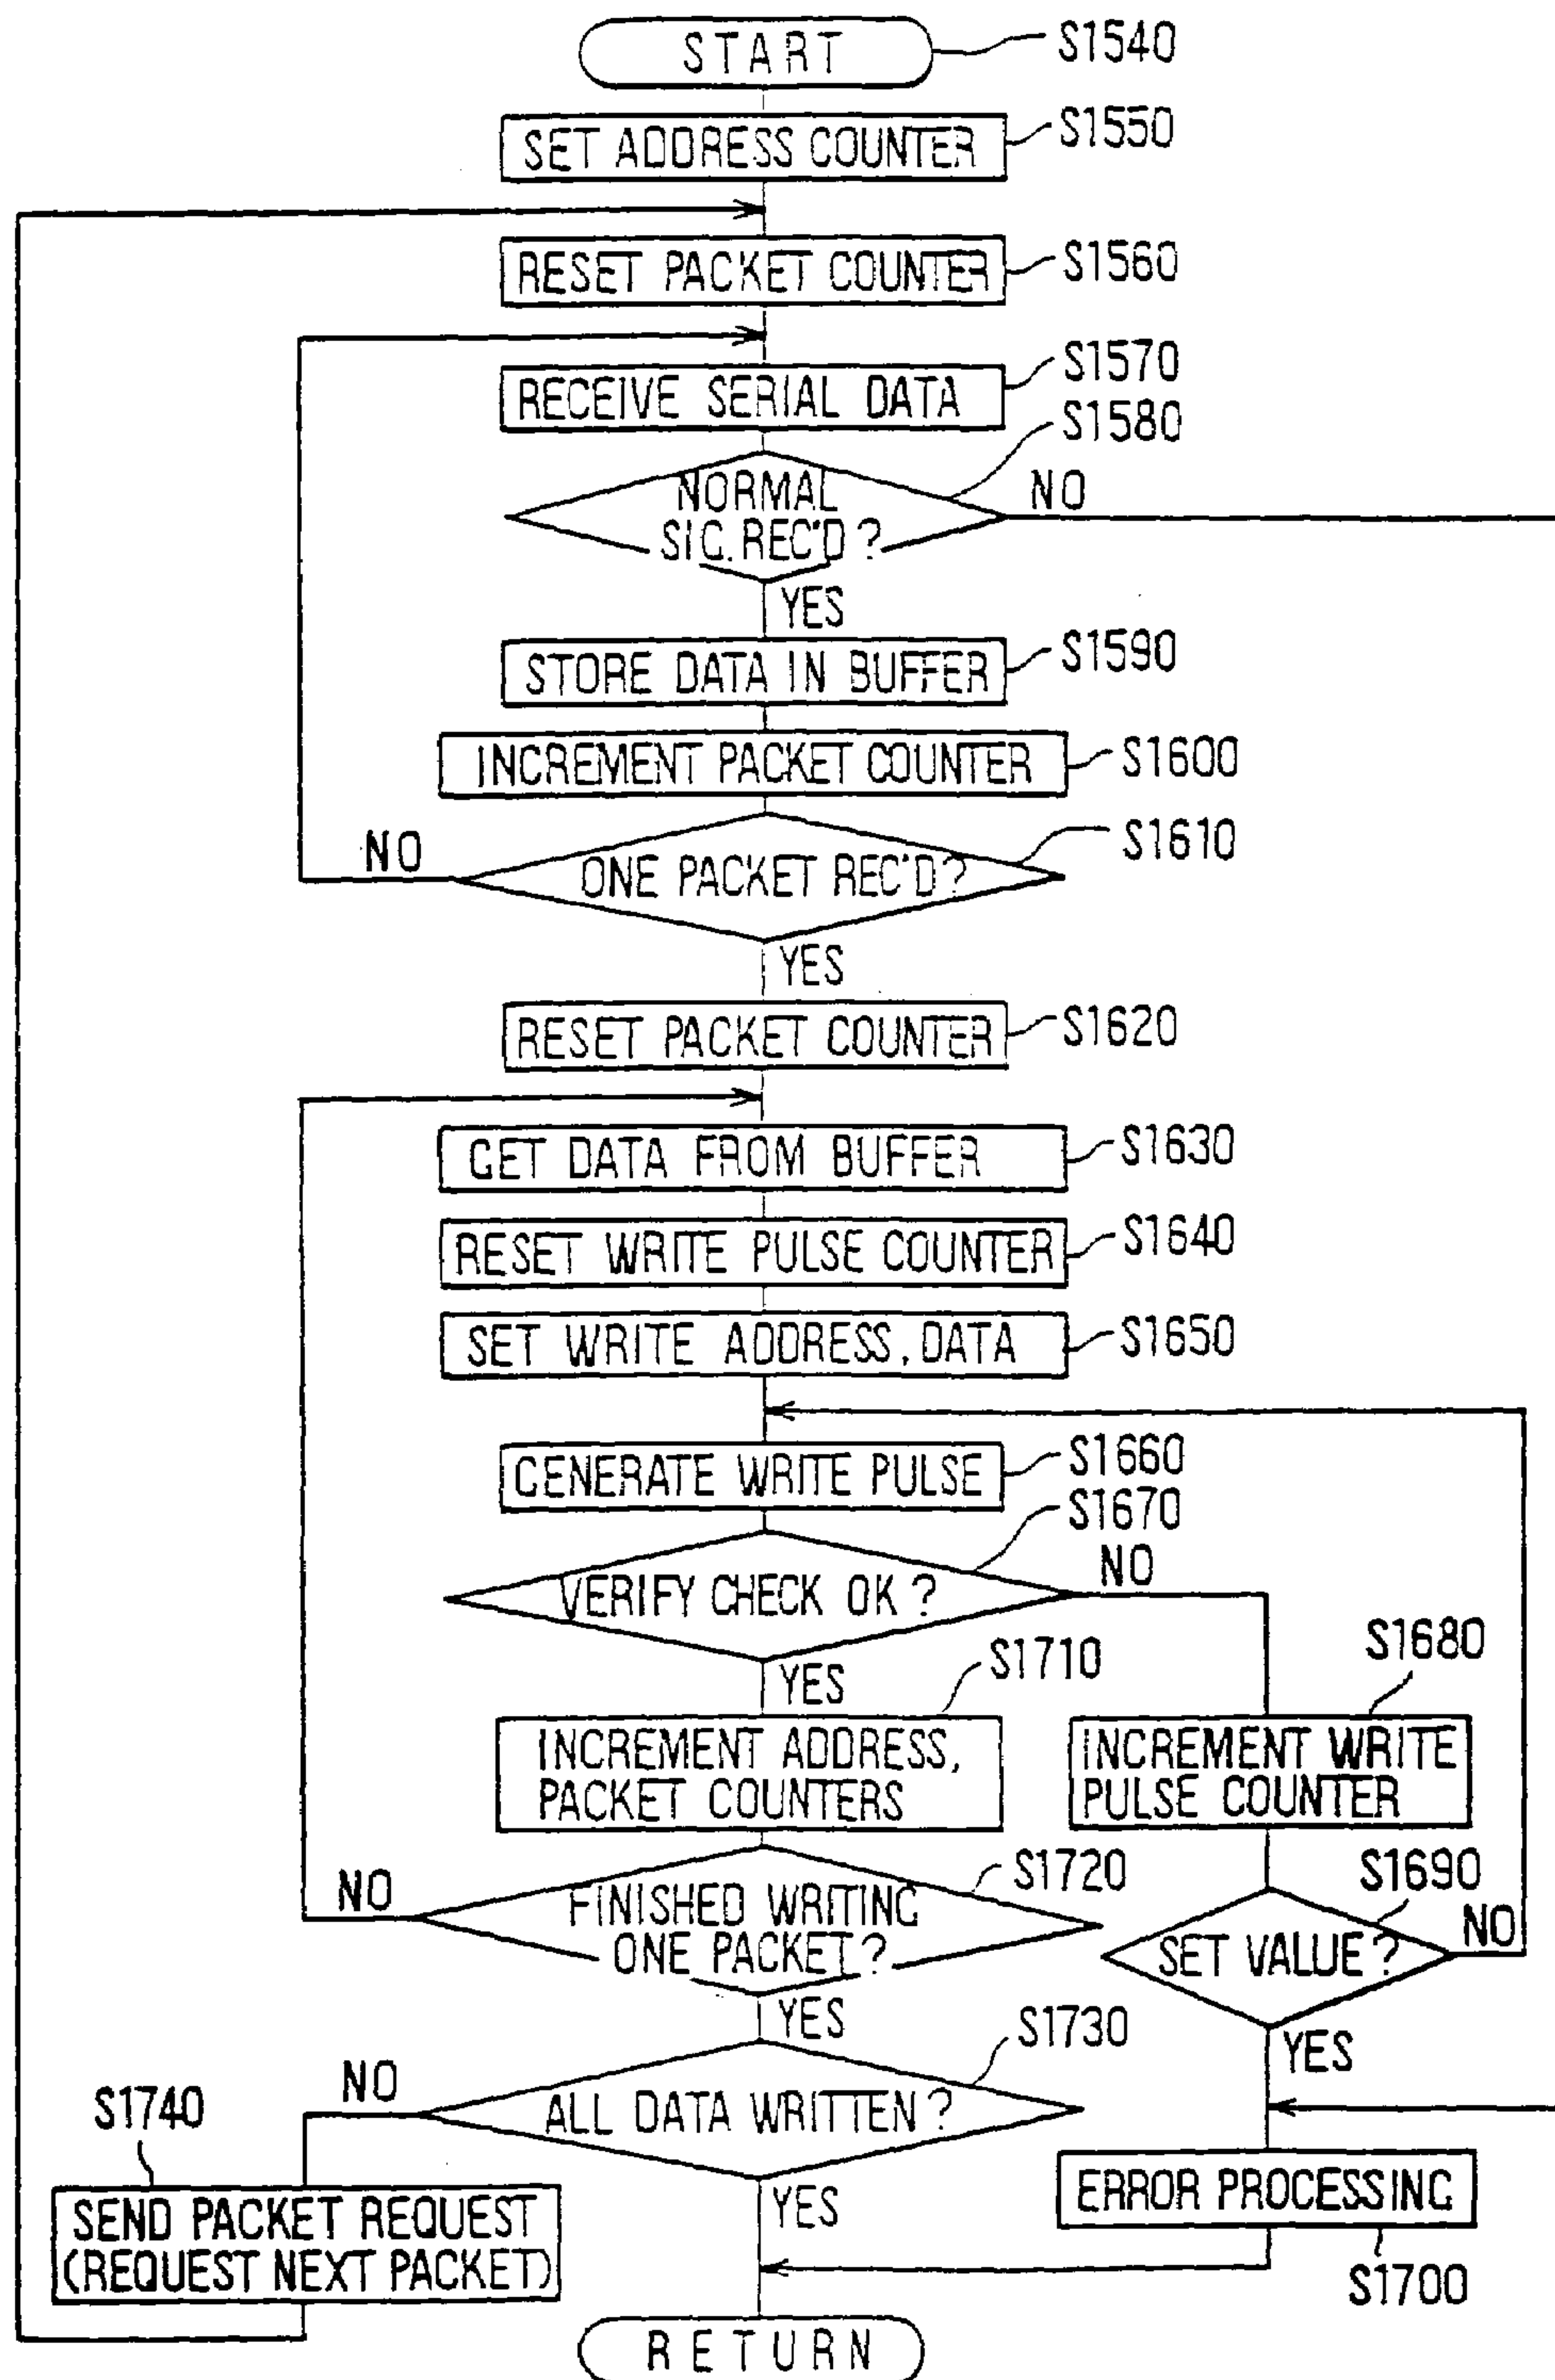 START
S1540
SET ADDRESS COUNTER
S1550
RESET PACKET COUNTER
S1560
RECEIVE SERIAL DATA
S1570
S1580
NORMAL
SIG. REC'D?
NO
YES
STORE DATA IN BUFFER
S1590
INCREMENT PACKET COUNTER
S1600
NO
ONE PACKET REC'D?
S1610
YES
RESET PACKET COUNTER
S1620
GET DATA FROM BUFFER
S1630
RESET WRITE PULSE COUNTER
S1640
SET WRITE ADDRESS, DATA
S1650
GENERATE WRITE PULSE
S1660
S1670
VERIFY CHECK OK?
NO
YES
S1710
S1680
INCREMENT ADDRESS,
PACKET COUNTERS
INCREMENT WRITE
PULSE COUNTER
NO
FINISHED WRITING
ONE PACKET?
S1720
S1690
SET VALUE?
NO
YES
YES
S1730
NO
ALL DATA WRITTEN?
S1740
SEND PACKET REQUEST
(REQUEST NEXT PACKET)
YES
ERROR PROCESSING
S1700
RETURN